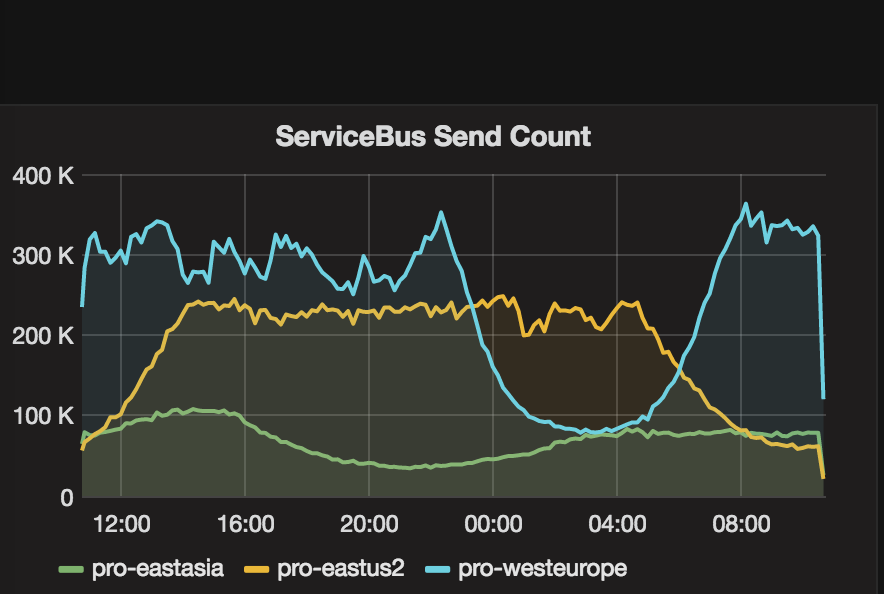 ServiceBus Send Count
400 K
300 K
200 K
100 K
0
12:00 16:00 20:00 00:00 04:00 08:00
pro-eastasia pro-eastus2 pro-westeurope